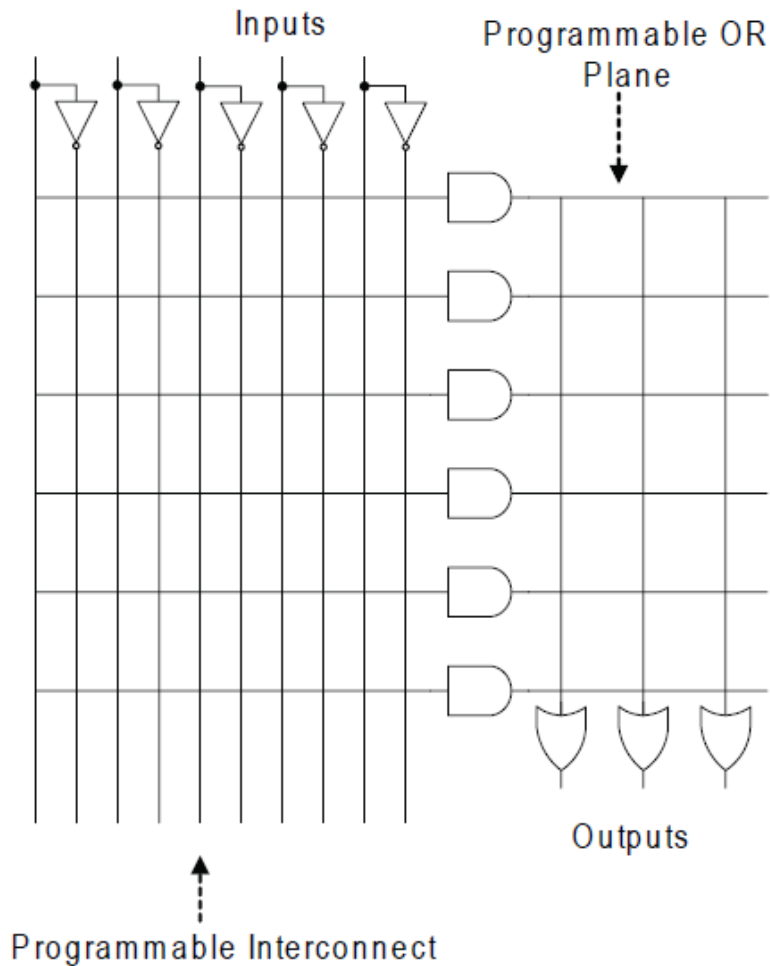 Inputs
Programmable OR
Plane
Outputs
Programmable Interconnect